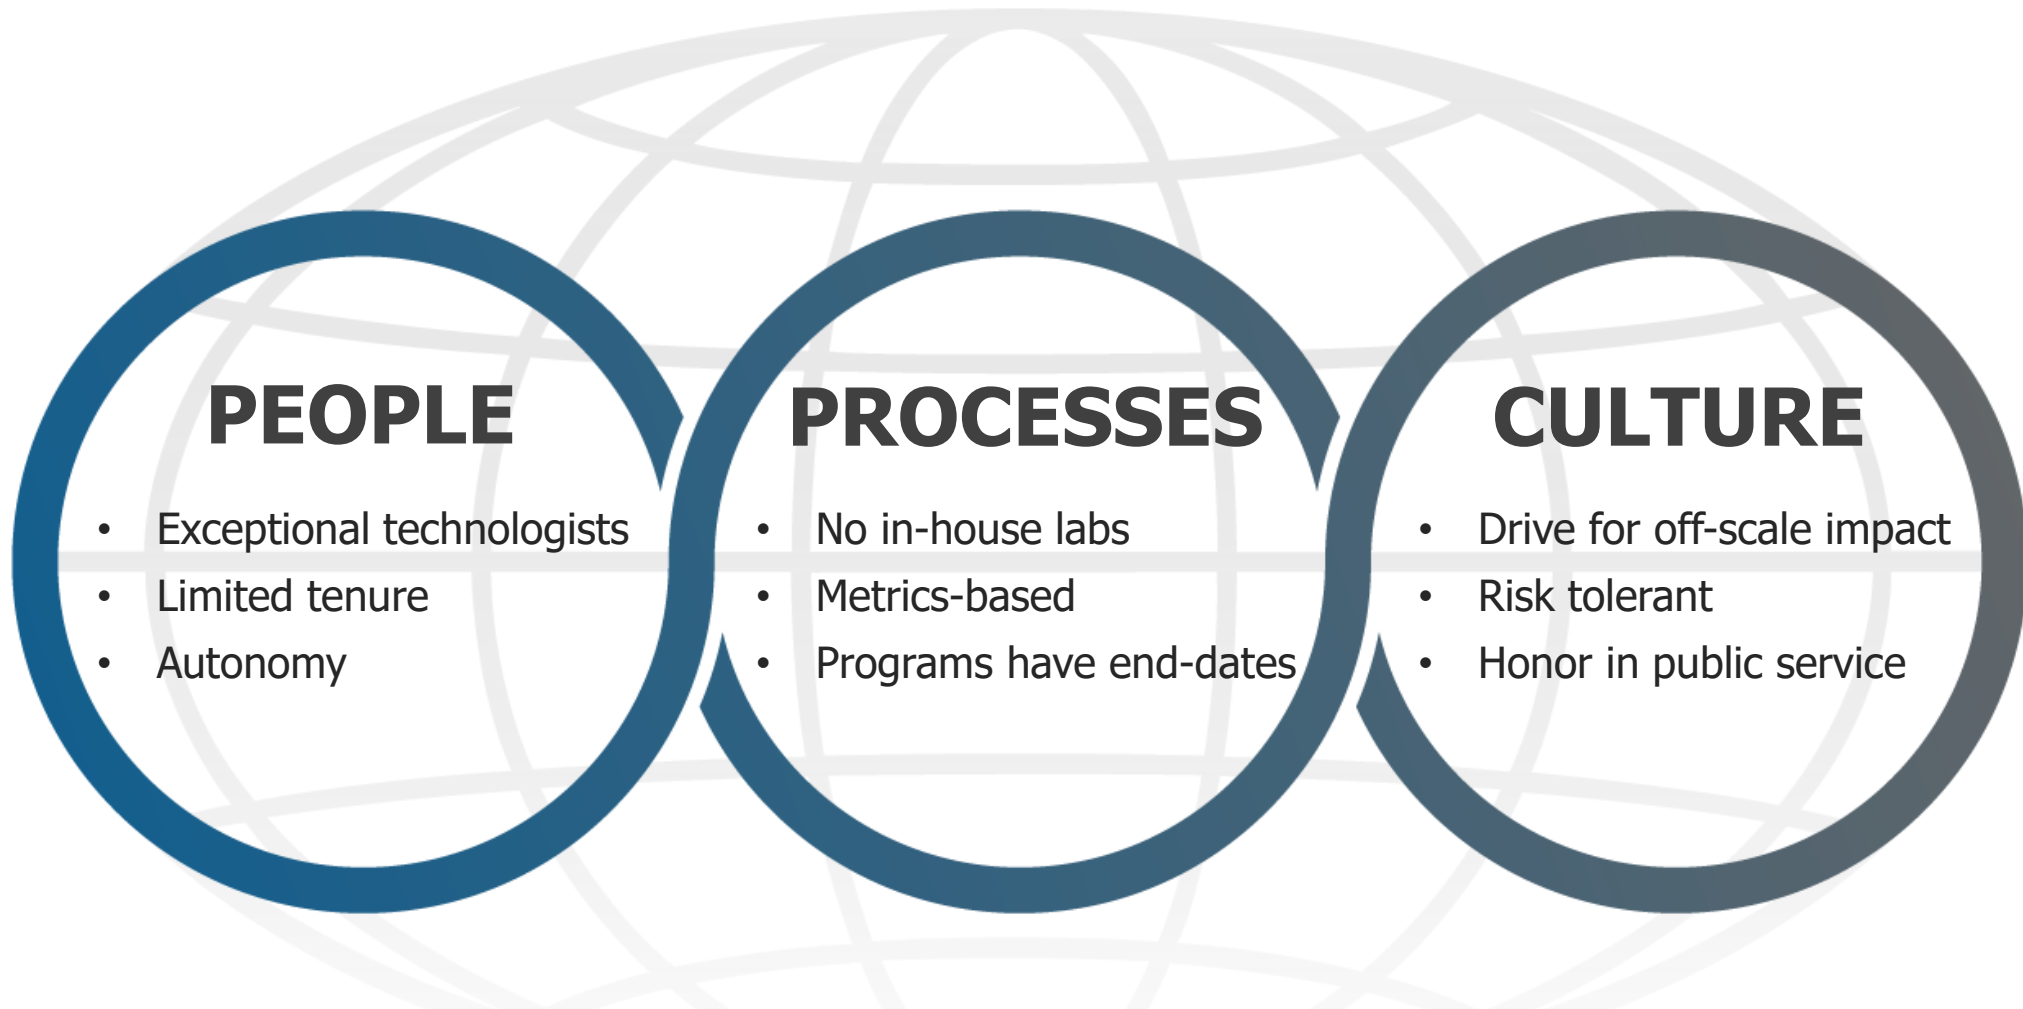 PEOPLE
• Exceptional technologists
• Limited tenure
• Autonomy
PROCESSES
• No in-house labs
• Metrics-based
• Programs have end-dates
CULTURE
• Drive for off-scale impact
• Risk tolerant
• Honor in public service